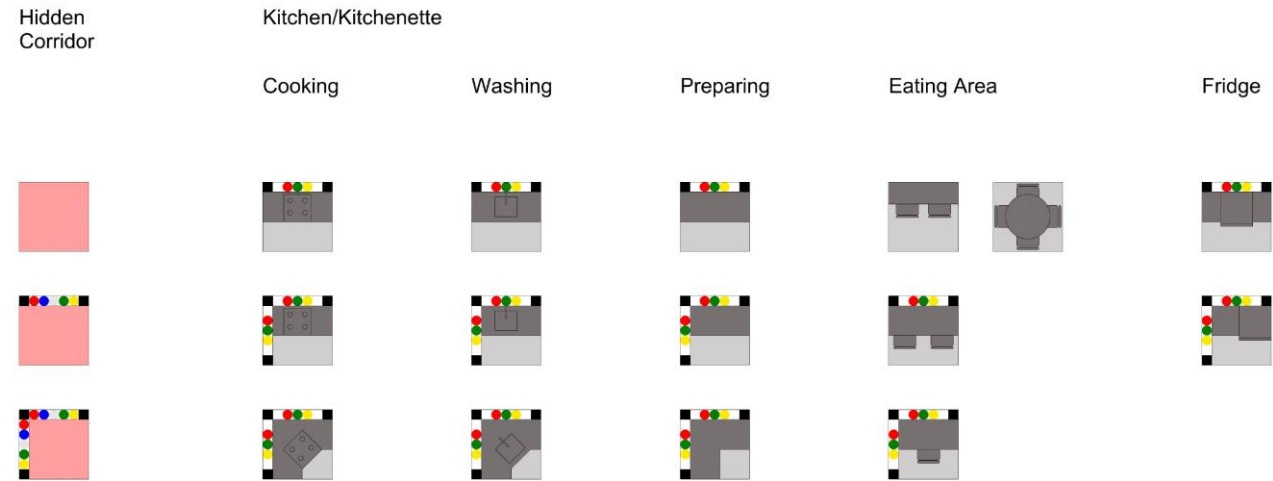 Hidden
Corridor
Kitchen/Kitchenette
Cooking
Washing
Preparing
Eating Area
Fridge